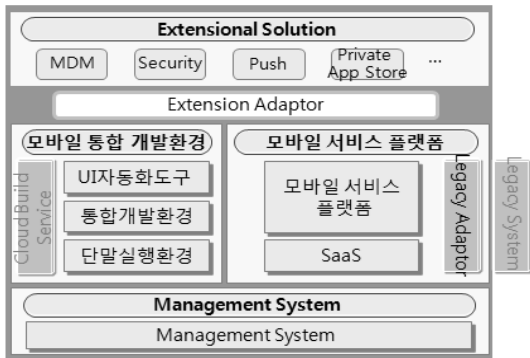 Extensional Solution
MDM
Security
Push
Private
App Store
...
Extension Adaptor
모바일 통합 개발환경
Cloud Build
Service
UI자동화도구
통합개발환경
단말실행환경
모바일 서비스 플랫폼
모바일 서비스
플랫폼
SaaS
Legacy Adaptor
Legacy System
Management System
Management System